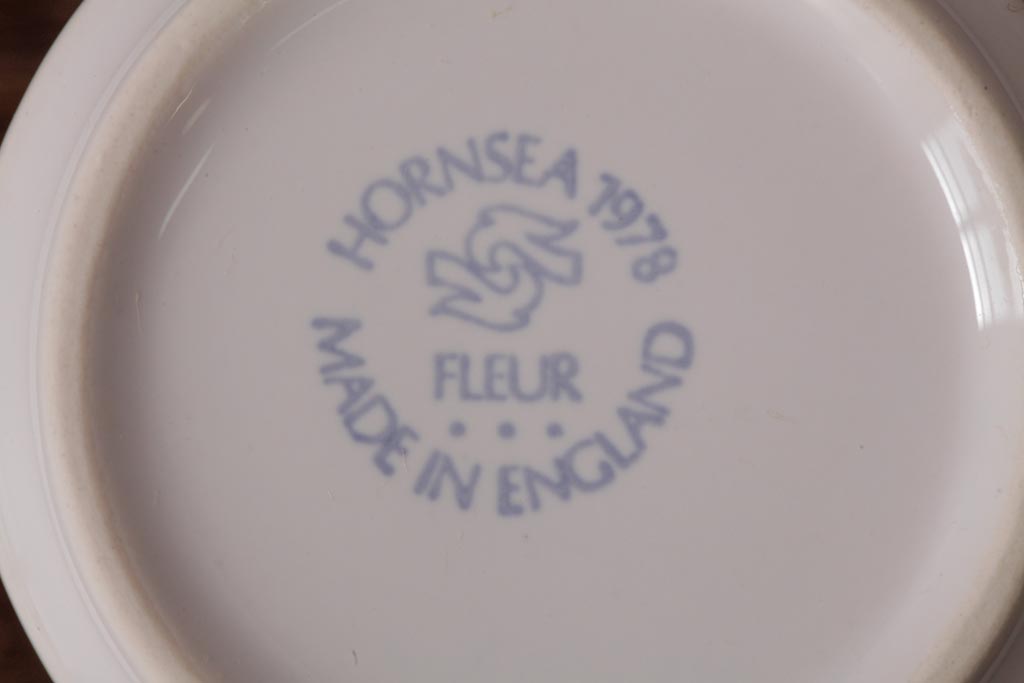 HORNSEA 1978
FLEUR
MADE IN ENGLAND